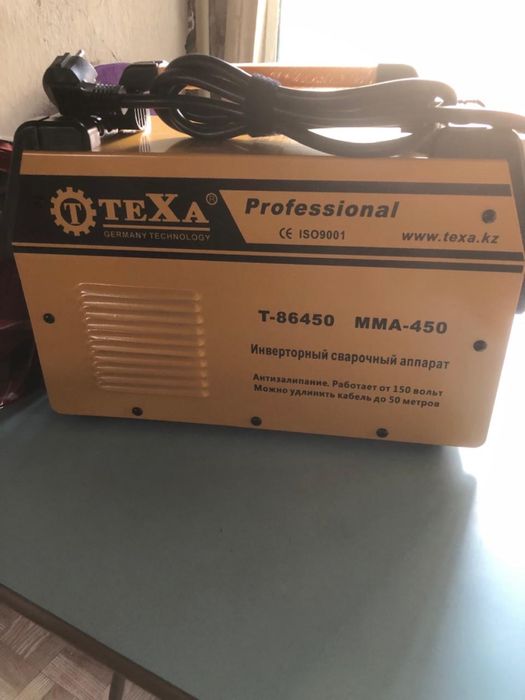 T TEXA ®
GERMANY TECHNOLOGY
Professional
CE ISO9001
www.texa.kz
T-86450 MMA-450
Инверторный сварочный аппарат
Антизалипание. Работает от 150 вольт
Можно удлинить кабель до 50 метров